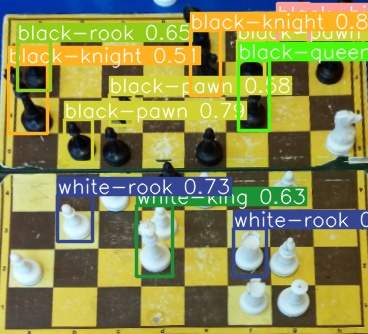 black-knight 0.8
black-rook 0.65
black-pawn
black-queen
black-knight 0.51
black-pawn 0.58
black-pawn 0.79
white-rook 0.73
white-king 0.63
white-rook 0